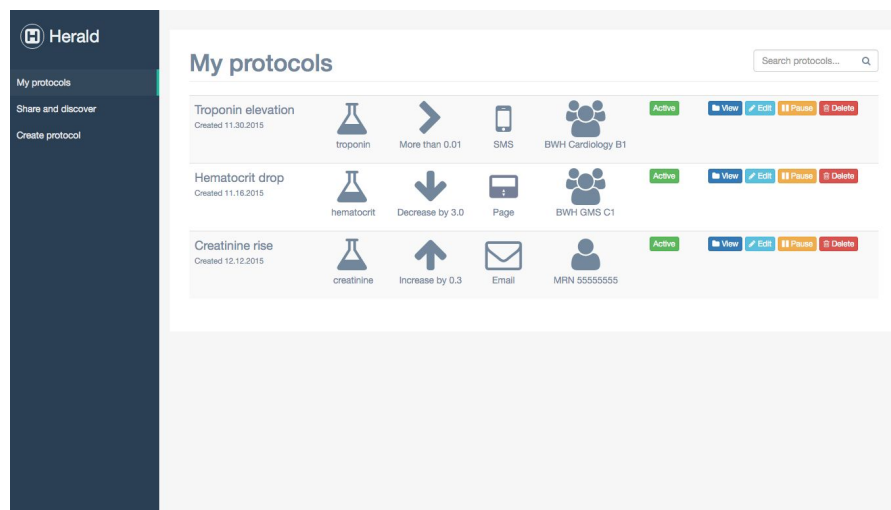 H Herald
My protocols
Share and discover
Create protocol
My protocols
Search protocols...
Troponin elevation
Created 11.30.2015
troponin
More than 0.01
SMS
BWH Cardiology B1
Active
View Edit Pause Delete
Hematocrit drop
Created 11.16.2015
hematocrit
Decrease by 3.0
Page
BWH GMS C1
Active
View Edit Pause Delete
Creatinine rise
Created 12.12.2015
creatinine
Increase by 0.3
Email
MRN 55555555
Active
View Edit Pause Delete